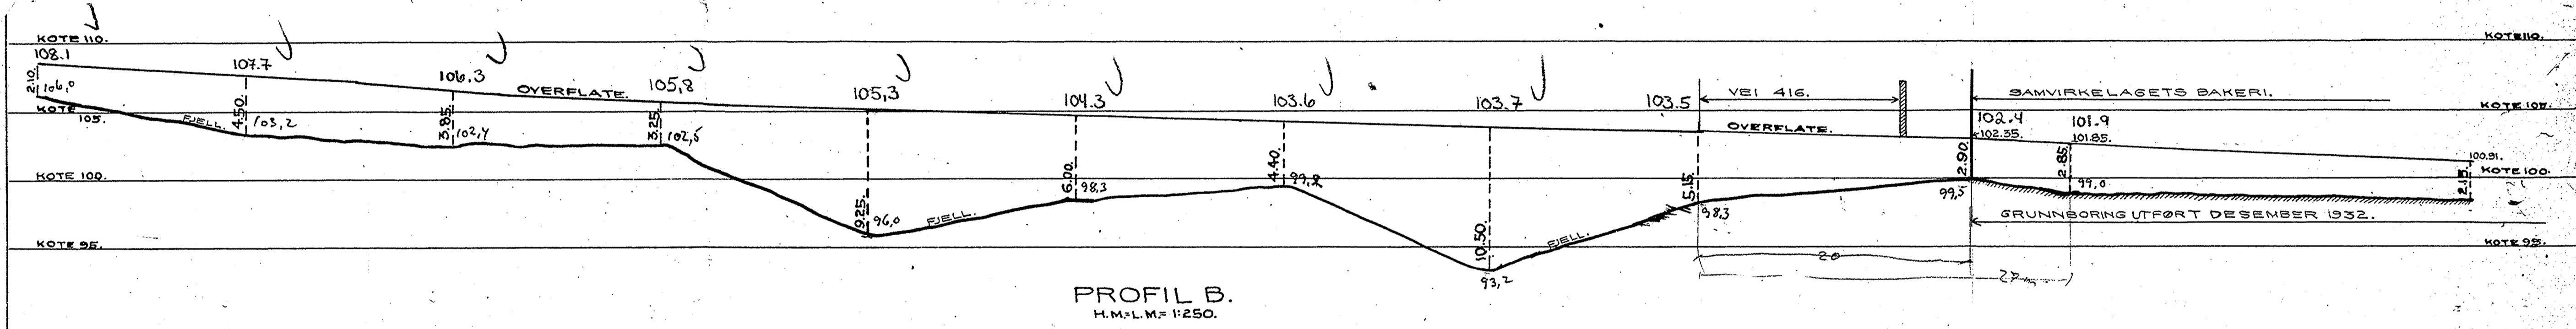 KOTE 110.
KOTE 110.
108.1
107.7
106.3
OVERFLATE.
105,8
105,3
104.3
103.6
103.7
103.5
VEI 416.
SAMVIRKELAGETS BAKERI.
2.10.
106,0
KOTE
105.
FJELL.
4.50.
103,2
3.85.
102,4
3.25.
102,5
KOTE 105.
OVERFLATE.
102.4
102.35.
101.9
101.85.
100.91.
KOTE 100.
9.25.
96,0
FJELL.
6.00.
98,3
4.40.
99,2
10.50.
93,2
FJELL.
5.15.
98,3
2.90.
99,5
2.85.
99,0
2.15.
KOTE 100.
GRUNNBORING UTFØRT DESEMBER 1932.
KOTE 95.
KOTE 95.
20
27m
PROFIL B.
H.M.=L.M.= 1:250.